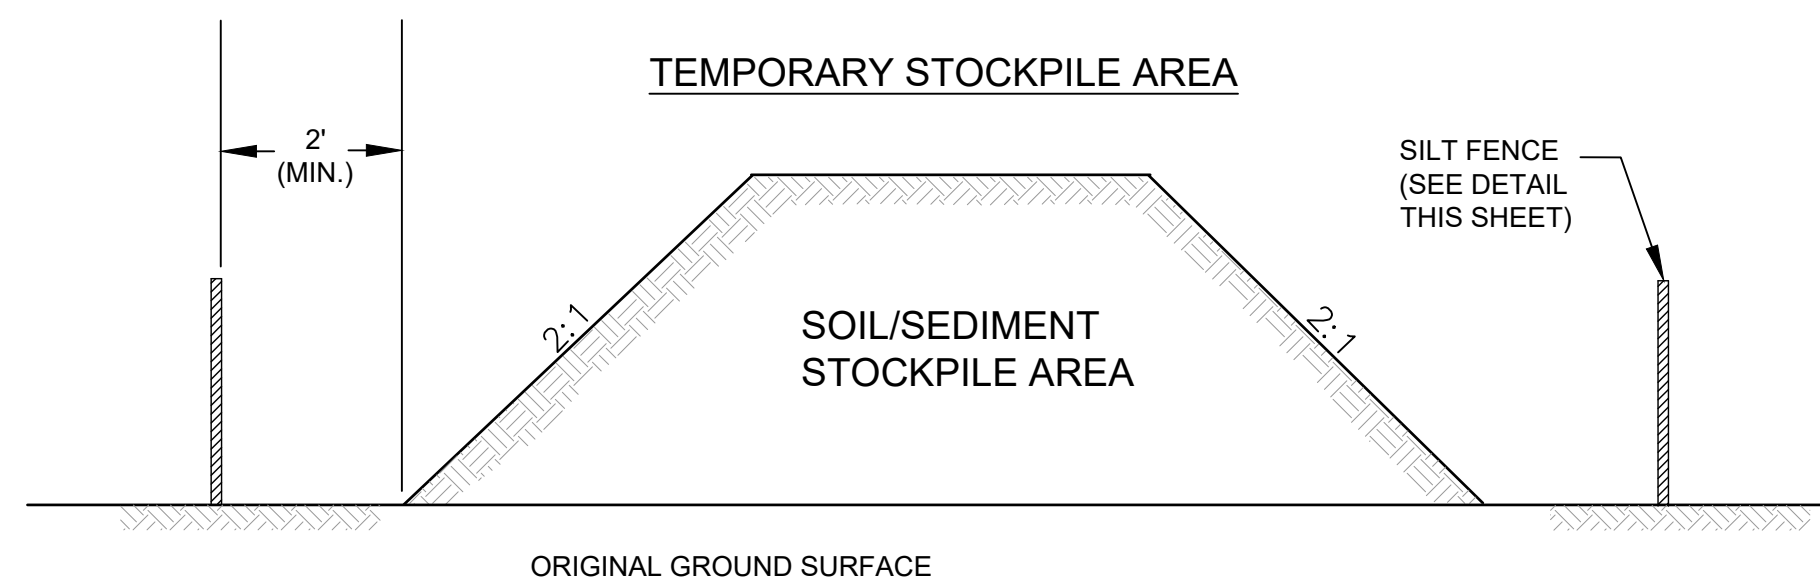 TEMPORARY STOCKPILE AREA
2'
(MIN.)
SILT FENCE
(SEE DETAIL
THIS SHEET)
2:1
2:1
SOIL/SEDIMENT
STOCKPILE AREA
ORIGINAL GROUND SURFACE